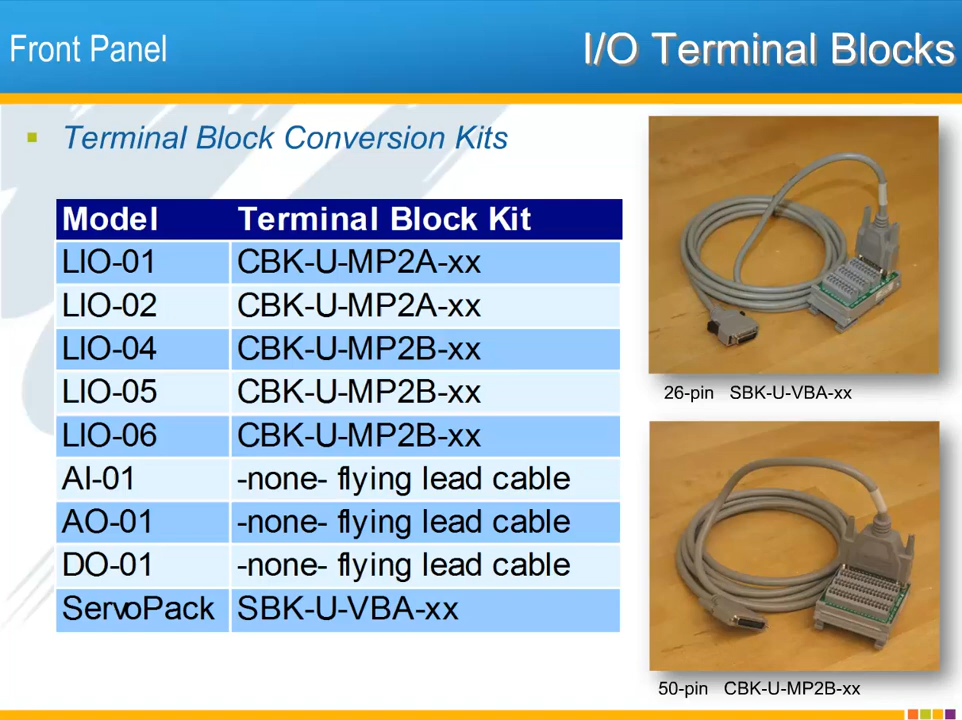 Front Panel
I/O Terminal Blocks
Terminal Block Conversion Kits
Model Terminal Block Kit
LIO-01 CBK-U-MP2A-xx
LIO-02 CBK-U-MP2A-xx
LIO-04 CBK-U-MP2B-xx
LIO-05 CBK-U-MP2B-xx
LIO-06 CBK-U-MP2B-xx
AI-01 -none- flying lead cable
AO-01 -none- flying lead cable
DO-01 -none- flying lead cable
ServoPack SBK-U-VBA-xx
26-pin SBK-U-VBA-xx
50-pin CBK-U-MP2B-xx